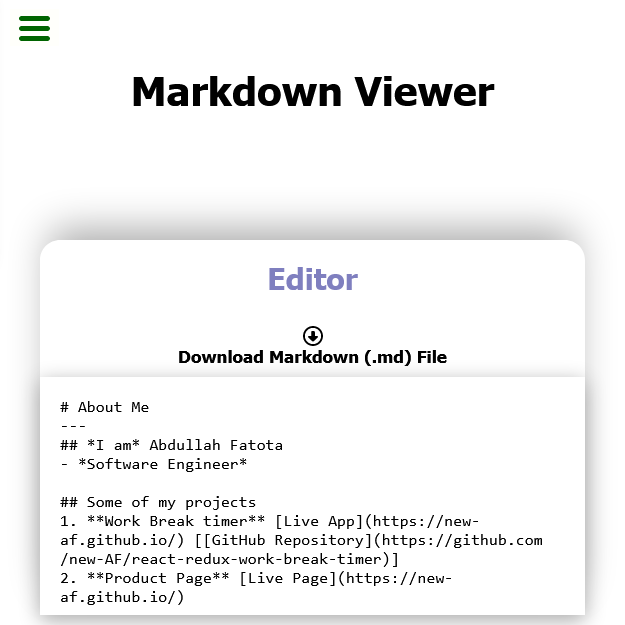 Markdown Viewer
Editor
Download Markdown (.md) File
# About Me
---
## *I am* Abdullah Fatota
- *Software Engineer*
## Some of my projects
1. **Work Break timer** [Live App](https://new-
af.github.io/) [[GitHub Repository](https://github.com
/new-AF/react-redux-work-break-timer)]
2. **Product Page** [Live Page](https://new-
af.github.io/)